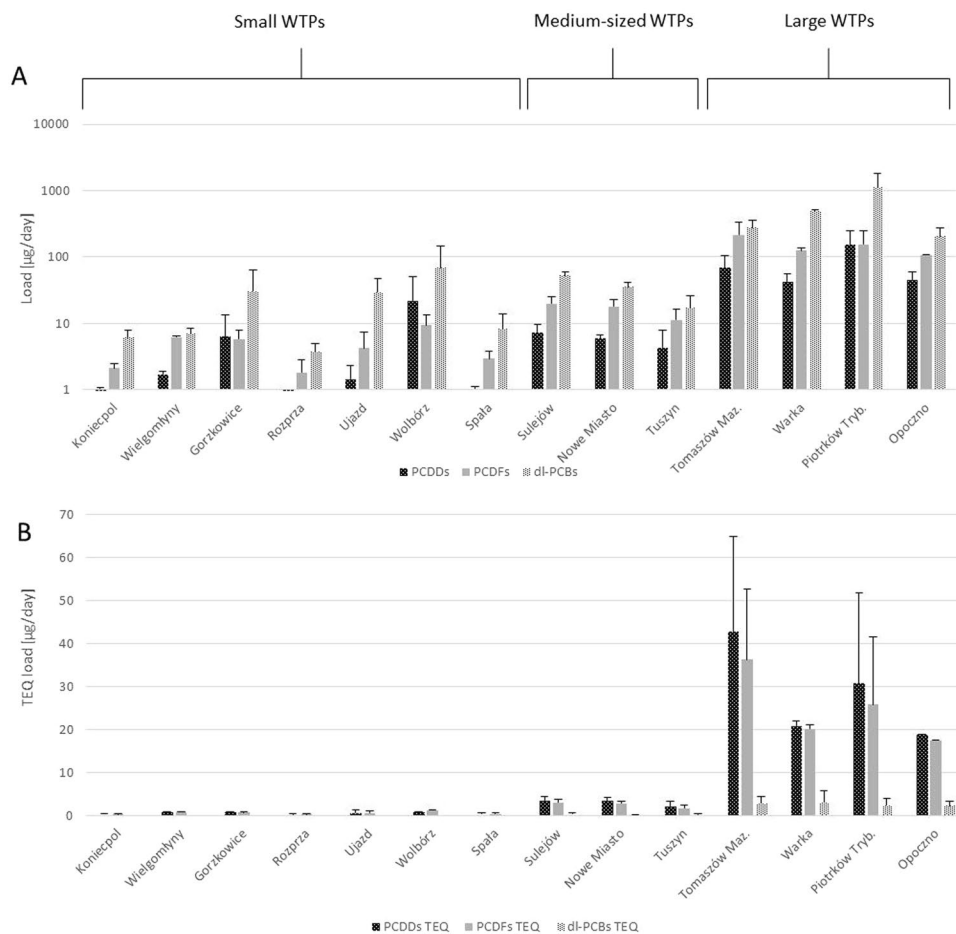 Small WTPs Medium-sized WTPs Large WTPs
A
10000
1000
100
10
1
Load [µg/day]
Koniecpol Wielgomłyny Gorzkowice Rozprza Ujazd Wolbórz Spała Sulejów Nowe Miasto Tuszyn Tomaszów Maz. Warka Piotrków Tryb. Opoczno
PCDDs PCDFs dl-PCBs
B
70
60
50
40
30
20
10
0
TEQ load [µg/day]
Koniecpol Wielgomłyny Gorzkowice Rozprza Ujazd Wolbórz Spała Sulejów Nowe Miasto Tuszyn Tomaszów Maz. Warka Piotrków Tryb. Opoczno
PCDDs TEQ PCDFs TEQ dl-PCBs TEQ